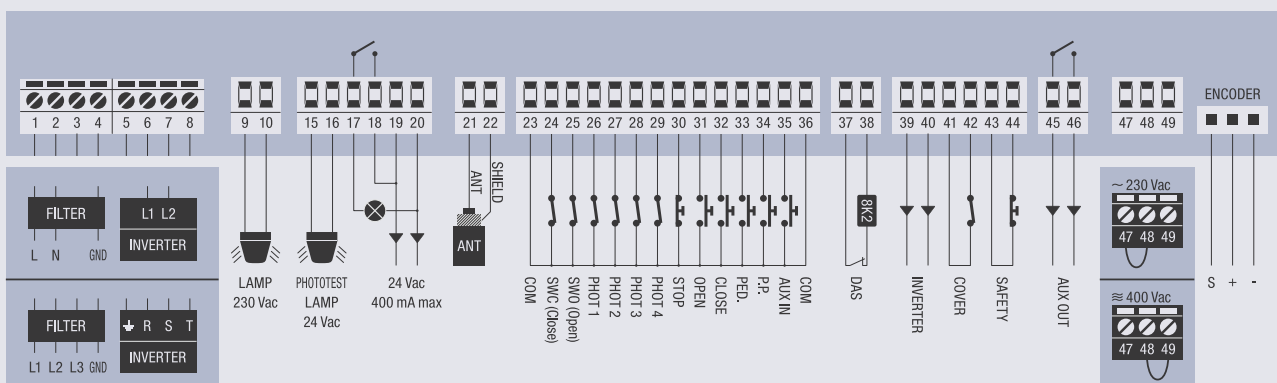 ENCODER
1 2 3 4 5 6 7 8 9 10 15 16 17 18 19 20 21 22 23 24 25 26 27 28 29 30 31 32 33 34 35 36 37 38 39 40 41 42 43 44 45 46 47 48 49
FILTER
L N GND
L1 L2
INVERTER
FILTER
L1 L2 L3 GND
R S T
INVERTER
LAMP
230 Vac
PHOTOTEST
LAMP
24 Vac
24 Vac
400 mA max
ANT
SHIELD
ANT
COM
SWC (Close)
SWO (Open)
PHOT 1
PHOT 2
PHOT 3
PHOT 4
STOP
OPEN
CLOSE
PED.
P.P.
AUX IN
COM
8K2
DAS
INVERTER
COVER
SAFETY
AUX OUT
~ 230 Vac
47 48 49
≋ 400 Vac
47 48 49
S + -